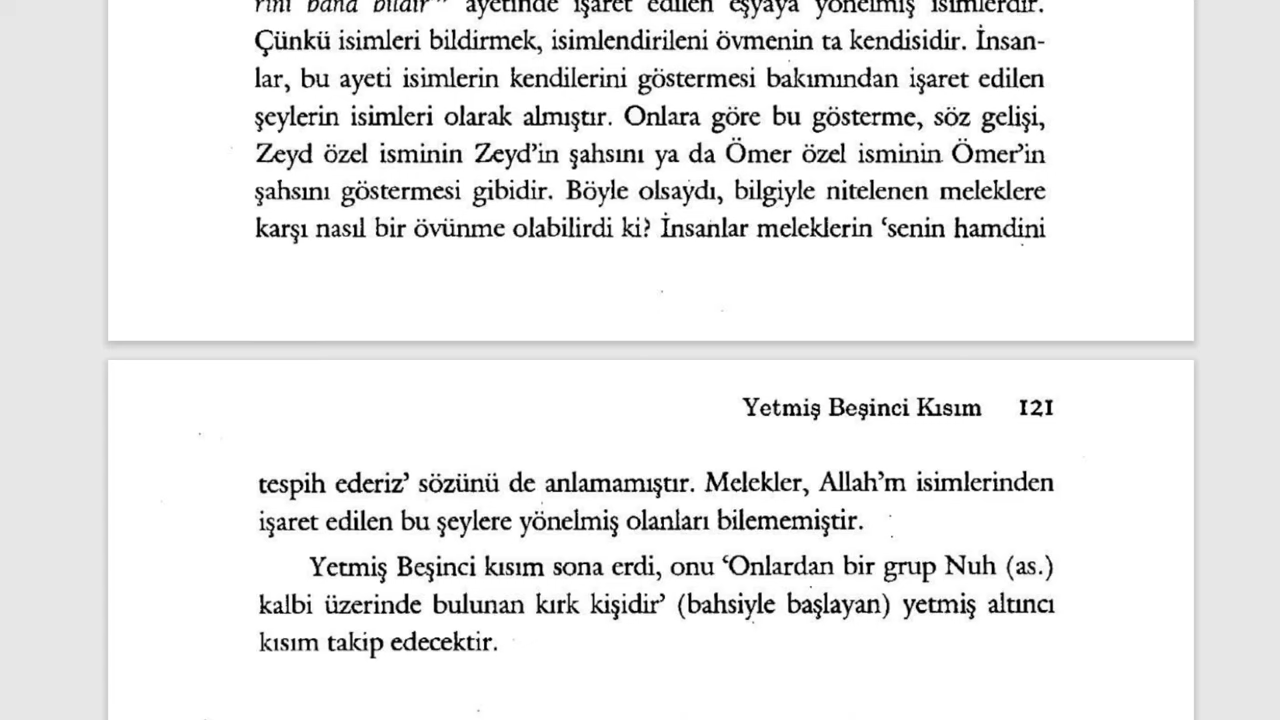 rini bana bildir" ayetinde işaret edilen eşyaya yönelmiş isimlerdir.
Çünkü isimleri bildirmek, isimlendirileni övmenin ta kendisidir. İnsan-
lar, bu ayeti isimlerin kendilerini göstermesi bakımından işaret edilen
şeylerin isimleri olarak almıştır. Onlara göre bu gösterme, söz gelişi,
Zeyd özel isminin Zeyd'in şahsını ya da Ömer özel isminin Ömer'in
şahsını göstermesi gibidir. Böyle olsaydı, bilgiyle nitelenen meleklere
karşı nasıl bir övünme olabilirdi ki? İnsanlar meleklerin ‘senin hamdini
Yetmiş Beşinci Kısım 121
tespih ederiz’ sözünü de anlamamıştır. Melekler, Allah'm isimlerinden
işaret edilen bu şeylere yönelmiş olanları bilememiştir.
Yetmiş Beşinci kısım sona erdi, onu ‘Onlardan bir grup Nuh (as.)
kalbi üzerinde bulunan kırk kişidir’ (bahsiyle başlayan) yetmiş altıncı
kısım takip edecektir.